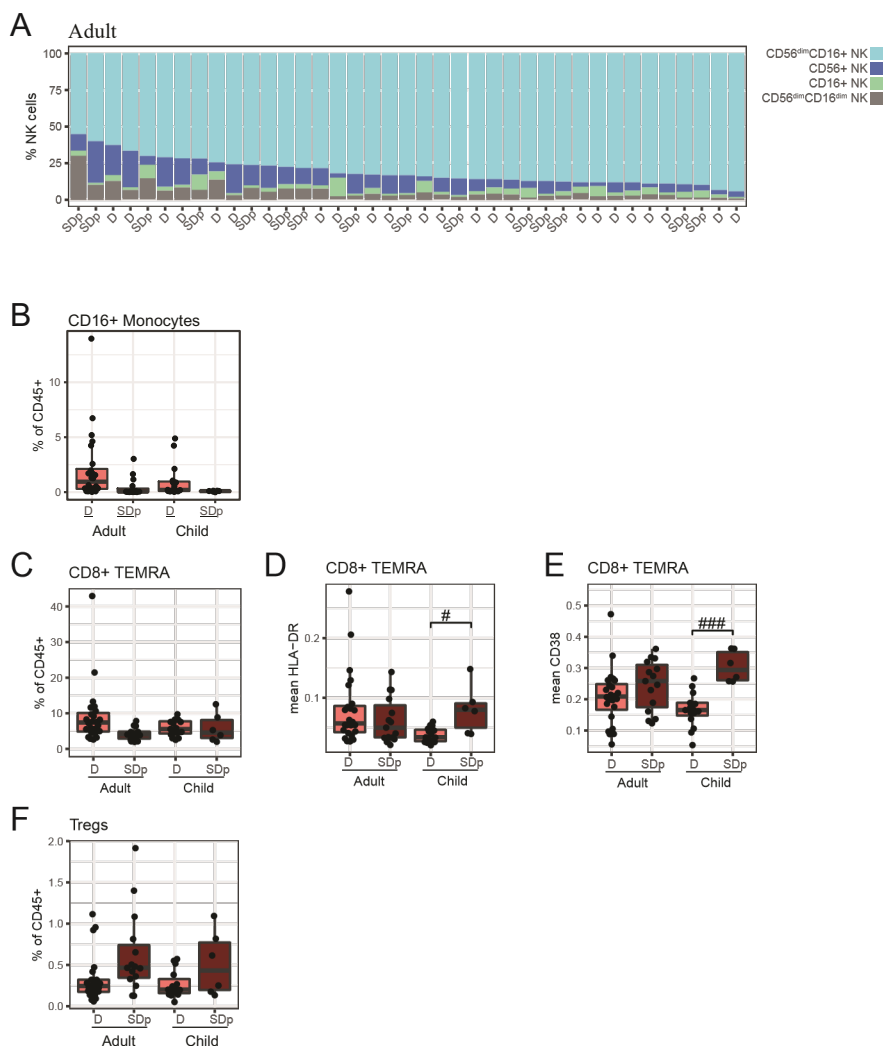 A
Adult
100
75
50
25
0
% NK cells
SDp SDp D D SDp D D SDp D D SDp D SDp SDp D D SDp D D SDp D D SDp D D D SDp SDp SDp D D D D D D SDp SDp D D
CD56dimCD16+ NK
CD56+ NK
CD16+ NK
CD56dimCD16dim NK
B
CD16+ Monocytes
% of CD45+
10
5
0
D SDp D SDp
Adult Child
C
CD8+ TEMRA
% of CD45+
40
30
20
10
0
D SDp D SDp
Adult Child
D
CD8+ TEMRA
mean HLA−DR
0.2
0.1
#
D SDp D SDp
Adult Child
E
CD8+ TEMRA
mean CD38
0.5
0.4
0.3
0.2
0.1
###
D SDp D SDp
Adult Child
F
Tregs
% of CD45+
2.0
1.5
1.0
0.5
0.0
D SDp D SDp
Adult Child